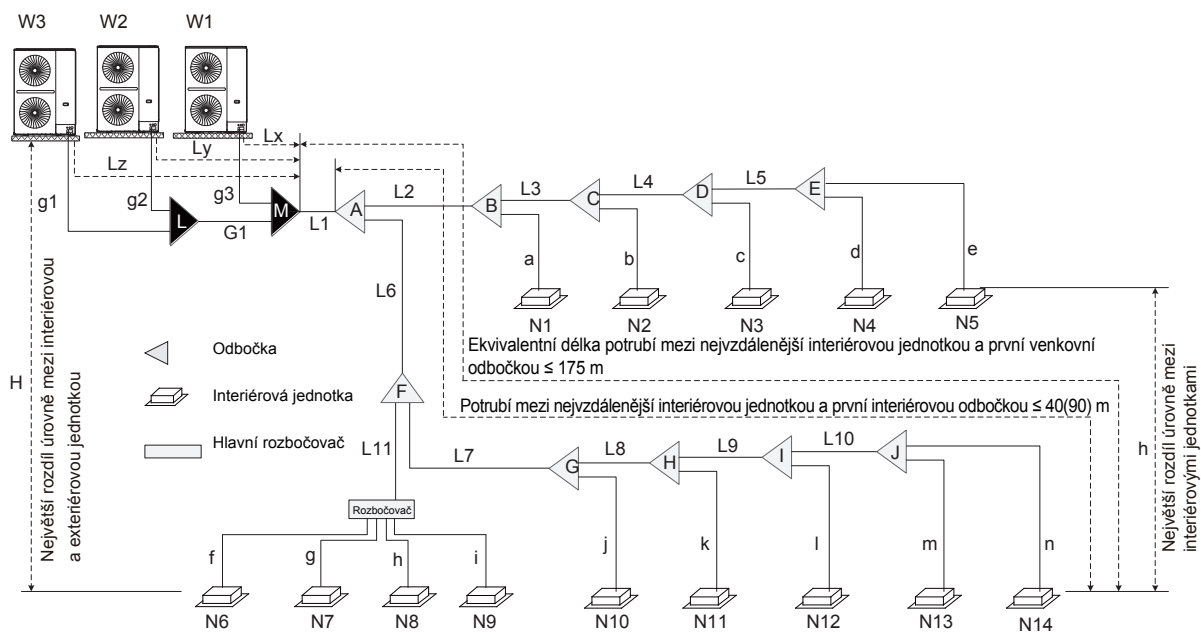 W3 W2 W1
Lx
Ly
Lz
g1 g2 g3
L M A L2 B L3 C L4 D L5 E
G1 L1
a b c d e
L6
N1 N2 N3 N4 N5
Ekvivalentní délka potrubí mezi nejvzdálenější interiérovou jednotkou a první venkovní
odbočkou ≤ 175 m
Odbočka
H
Největší rozdíl úrovně mezi interiérovou
a exteriérovou jednotkou
Interiérová jednotka
F
Potrubí mezi nejvzdálenější interiérovou jednotkou a první interiérovou odbočkou ≤ 40(90) m
Hlavní rozbočovač
L11 L7 G L8 H L9 I L10 J
h
Největší rozdíl úrovně mezi
interiérovými jednotkami
Rozbočovač
f g h i j k l m n
N6 N7 N8 N9 N10 N11 N12 N13 N14